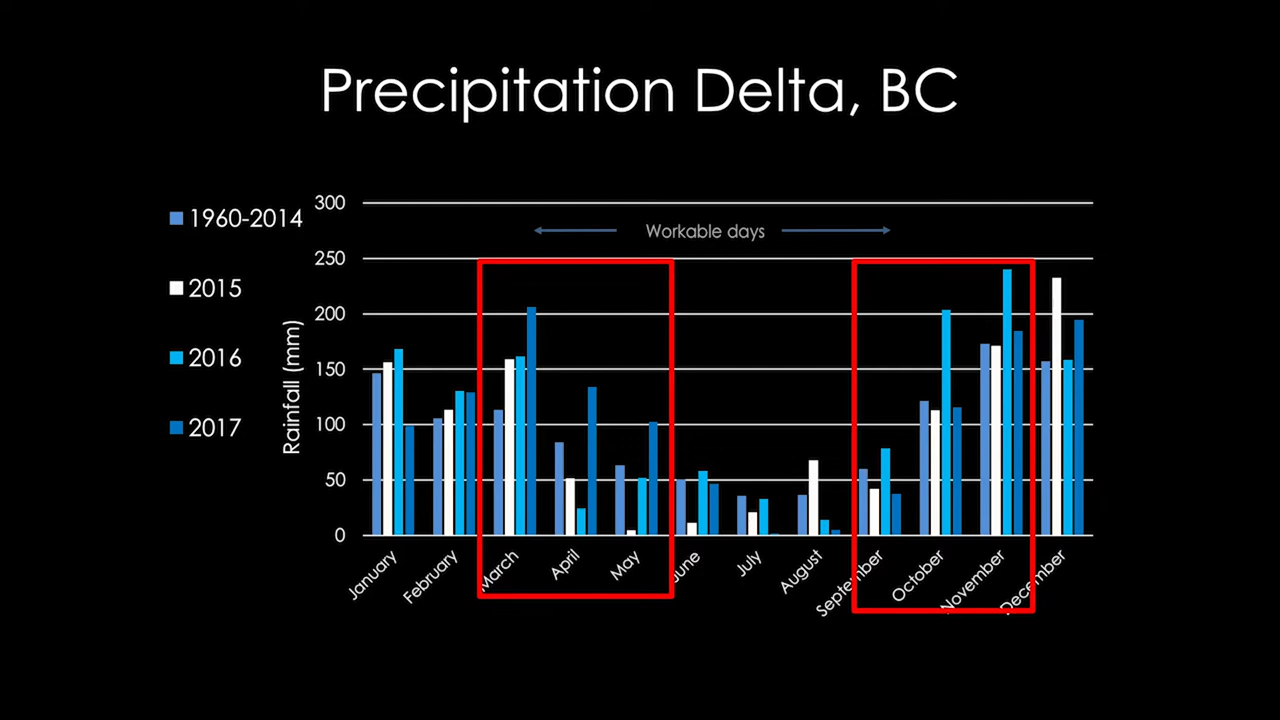 Precipitation Delta, BC
1960-2014
2015
2016
2017
Rainfall (mm)
300
250
200
150
100
50
0
Workable days
January
February
March
April
May
June
July
August
September
October
November
December